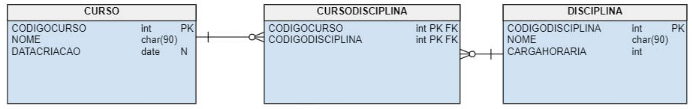 CURSO
CODIGOCURSO int PK
NOME char(90)
DATACRIACAO date N
CURSODISCIPLINA
CODIGOCURSO int PK FK
CODIGODISCIPLINA int PK FK
DISCIPLINA
CODIGODISCIPLINA int PK
NOME char(90)
CARGAHORARIA int